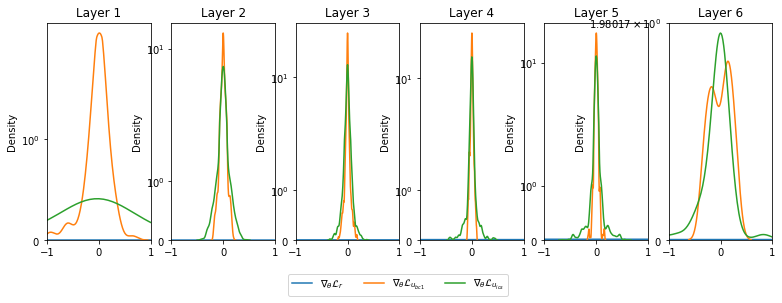 Layer 1 Layer 2 Layer 3 Layer 4 Layer 5 Layer 6
1.98017×10⁰
10¹ 10¹ 10¹ 10¹
Density Density Density Density Density Density
10⁰ 10⁰ 10⁰ 10⁰ 10⁰
0 0 0 0 0 0
−1 0 1 −1 0 1 −1 0 1 −1 0 1 −1 0 1 −1 0 1
∇θℒr ∇θℒu_bc1 ∇θℒu_ics